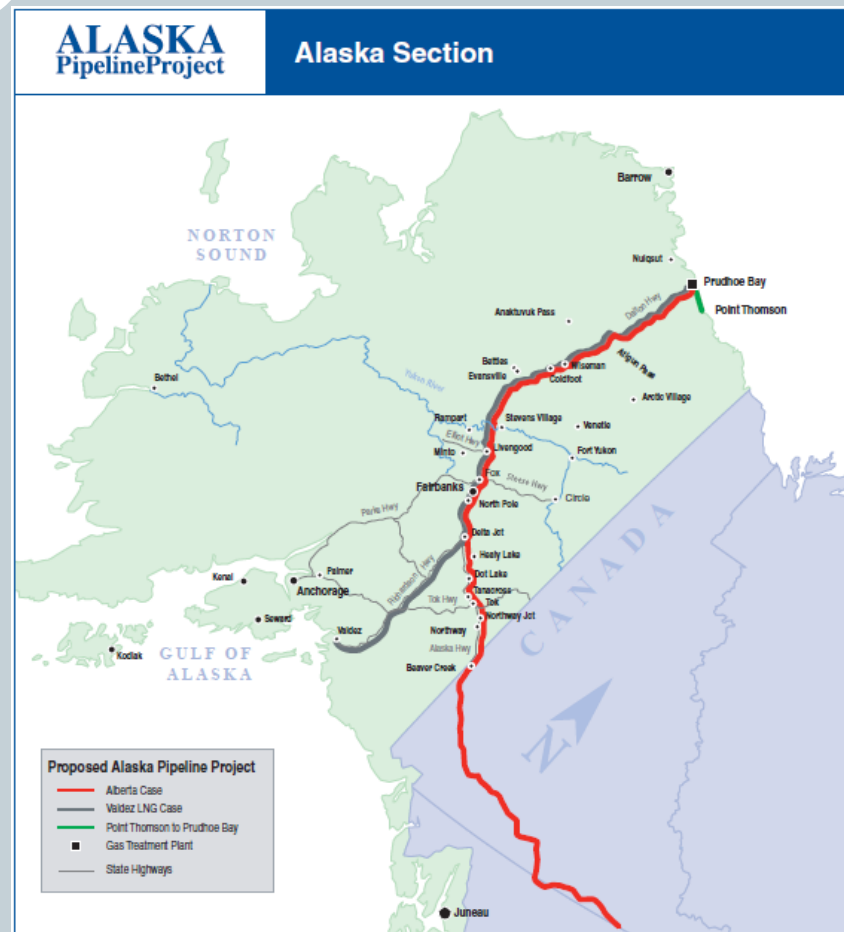 ALASKA
PipelineProject
Alaska Section
Barrow
NORTON
SOUND
Nuiqsut
Prudhoe Bay
Dalton Hwy
Point Thomson
Anaktuvuk Pass
Atigun Pass
Wiseman
Bettles
Evansville
Coldfoot
Yukon River
Bethel
Arctic Village
Rampart
Stevens Village
Venetie
Elliot Hwy
Livengood
Minto
Fort Yukon
Fox
Steese Hwy
Fairbanks
Circle
North Pole
Parks Hwy
Delta Jct
Healy Lake
Richardson Hwy
Palmer
Dot Lake
Kenai
Anchorage
Tanacross
Tok Hwy
Tok
Seward
Northway Jct
Valdez
Northway
Kodiak
GULF OF
ALASKA
Alaska Hwy
Beaver Creek
CANADA
N
Proposed Alaska Pipeline Project
Alberta Case
Valdez LNG Case
Point Thomson to Prudhoe Bay
Gas Treatment Plant
State Highways
Juneau